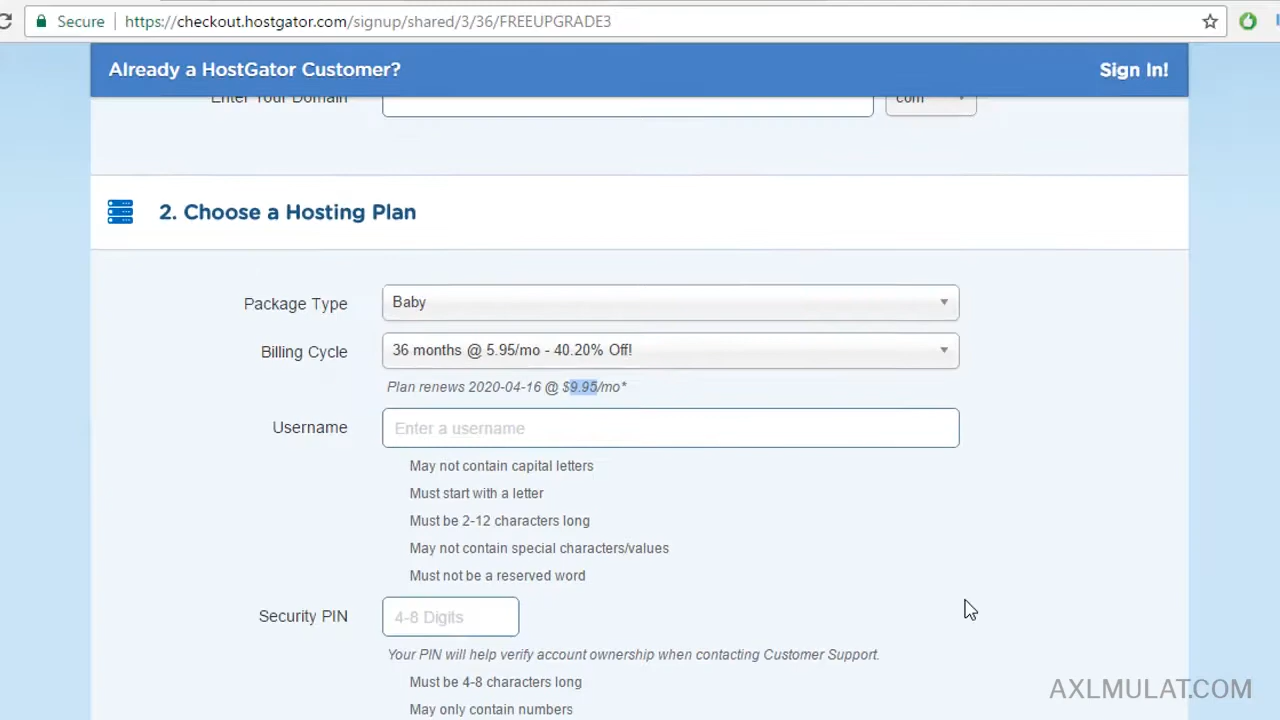 Secure
https://checkout.hostgator.com/signup/shared/3/36/FREEUPGRADE3
Already a HostGator Customer?
Sign In!
Enter Your Domain
com
2. Choose a Hosting Plan
Package Type
Baby
Billing Cycle
36 months @ 5.95/mo - 40.20% Off!
Plan renews 2020-04-16 @ $9.95/mo*
Username
Enter a username
May not contain capital letters
Must start with a letter
Must be 2-12 characters long
May not contain special characters/values
Must not be a reserved word
Security PIN
4-8 Digits
Your PIN will help verify account ownership when contacting Customer Support.
Must be 4-8 characters long
May only contain numbers
AXLMULAT.COM